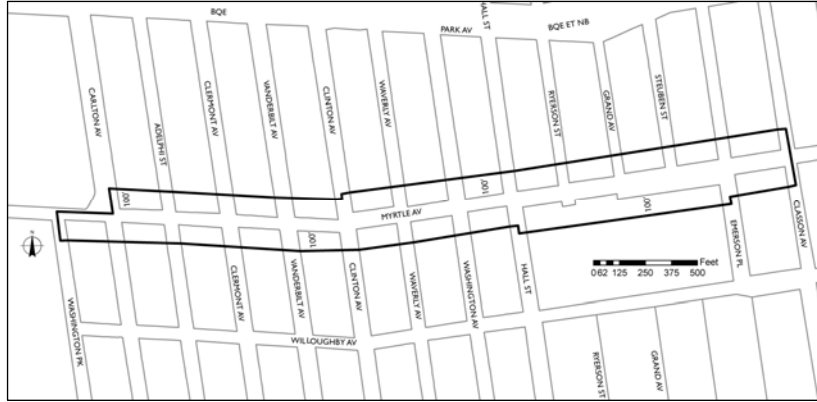 BQE
PARK AV
HALL ST
BQE ET NB
CARLTON AV
ADELPHI ST
CLERMONT AV
VANDERBILT AV
CLINTON AV
WAVERLY AV
RYERSON ST
GRAND AV
STEUBEN ST
100'
100'
MYRTLE AV
100'
100'
N
WASHINGTON PK
CLERMONT AV
VANDERBILT AV
CLINTON AV
WAVERLY AV
WASHINGTON AV
HALL ST
EMERSON PL
CLASSON AV
Feet
0 62 125 250 375 500
WILLOUGHBY AV
RYERSON ST
GRAND AV